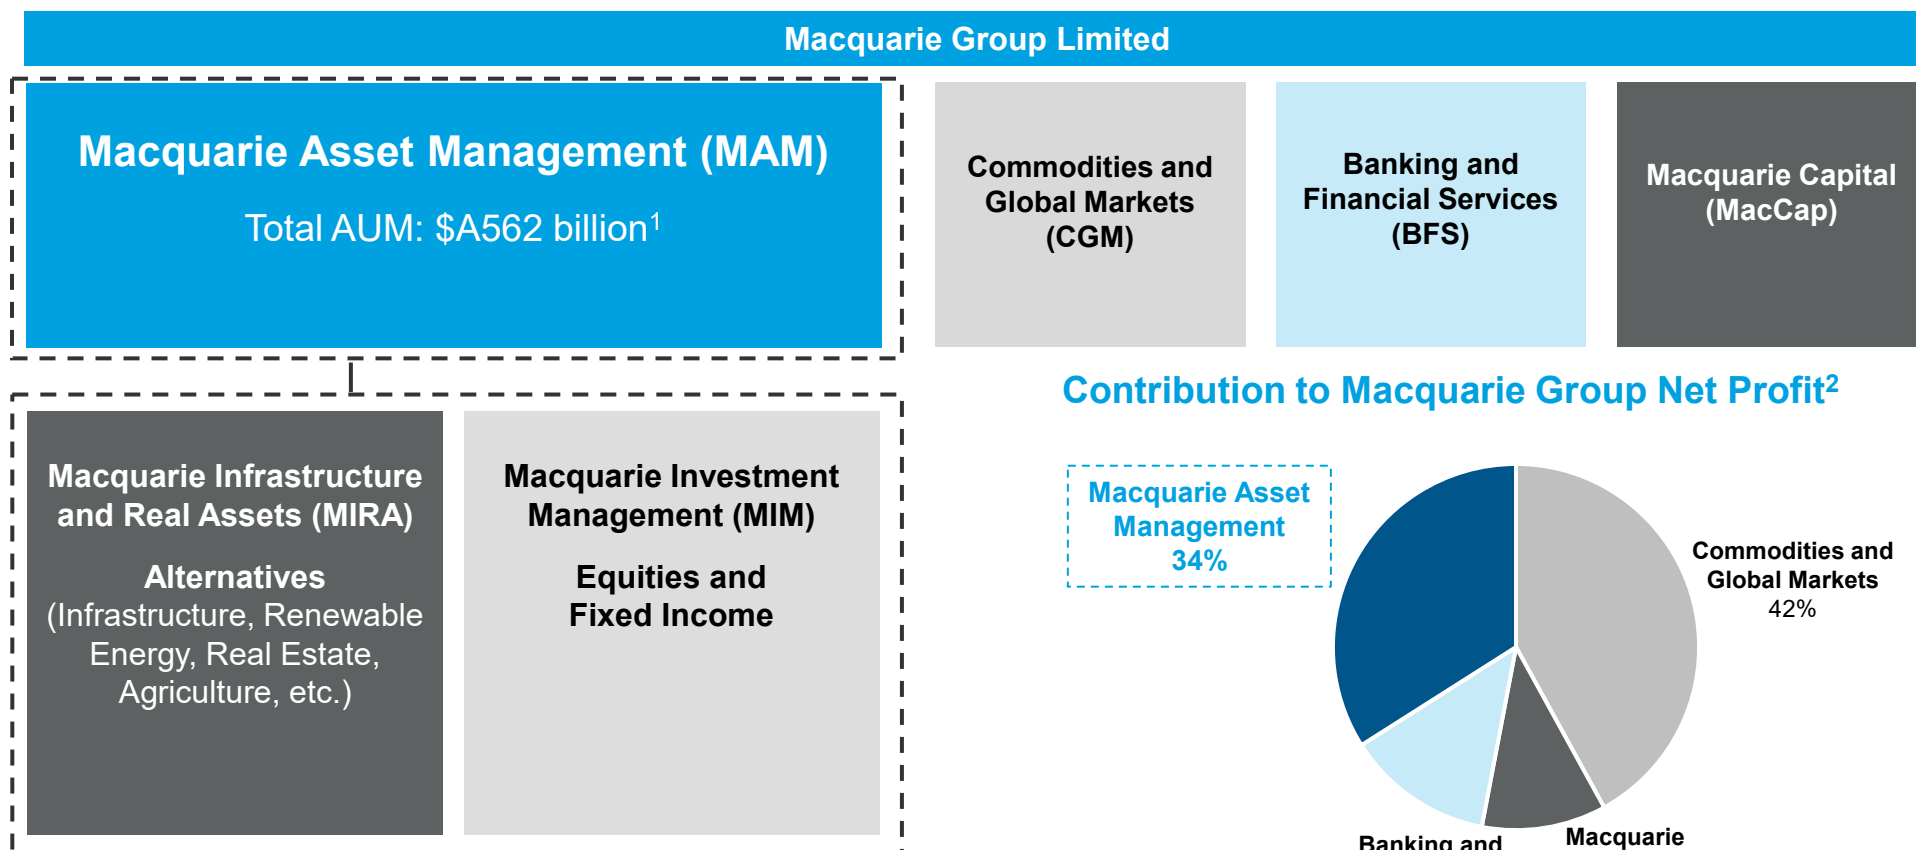 Macquarie Group Limited
Macquarie Asset Management (MAM)
Total AUM: $A562 billion1
Commodities and
Global Markets
(CGM)
Banking and
Financial Services
(BFS)
Macquarie Capital
(MacCap)
Macquarie Infrastructure
and Real Assets (MIRA)
Alternatives
(Infrastructure, Renewable
Energy, Real Estate,
Agriculture, etc.)
Macquarie Investment
Management (MIM)
Equities and
Fixed Income
Contribution to Macquarie Group Net Profit2
Macquarie Asset
Management
34%
Commodities and
Global Markets
42%
Banking and
Macquarie